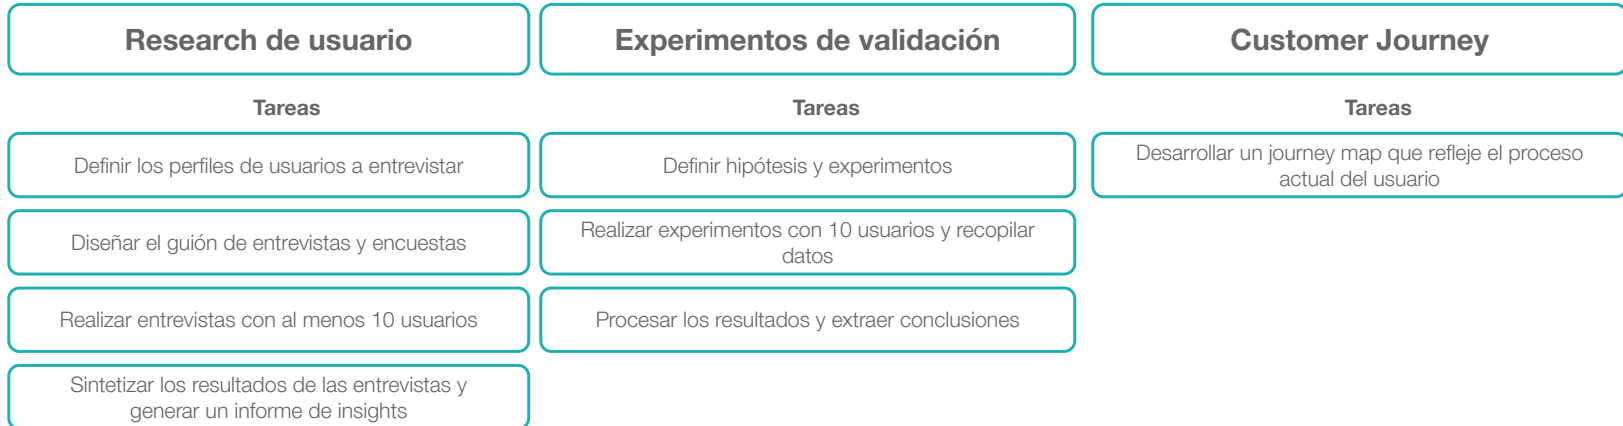 Research de usuario
Tareas
Definir los perfiles de usuarios a entrevistar
Diseñar el guión de entrevistas y encuestas
Realizar entrevistas con al menos 10 usuarios
Sintetizar los resultados de las entrevistas y
generar un informe de insights
Experimentos de validación
Tareas
Definir hipótesis y experimentos
Realizar experimentos con 10 usuarios y recopilar
datos
Procesar los resultados y extraer conclusiones
Customer Journey
Tareas
Desarrollar un journey map que refleje el proceso
actual del usuario